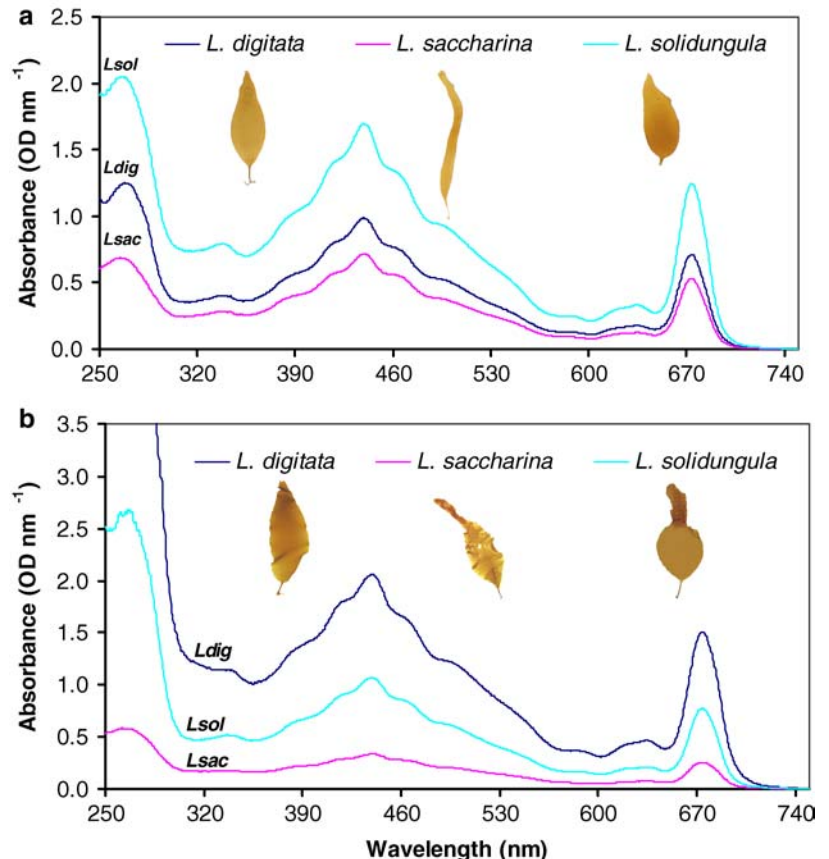 a
2.5
2.0
1.5
1.0
0.5
0.0
Absorbance (OD nm⁻¹)
L. digitata
L. saccharina
L. solidungula
Lsol
Ldig
Lsac
250 320 390 460 530 600 670 740
b
3.5
3.0
2.5
2.0
1.5
1.0
0.5
0.0
Absorbance (OD nm⁻¹)
L. digitata
L. saccharina
L. solidungula
Ldig
Lsol
Lsac
250 320 390 460 530 600 670 740
Wavelength (nm)